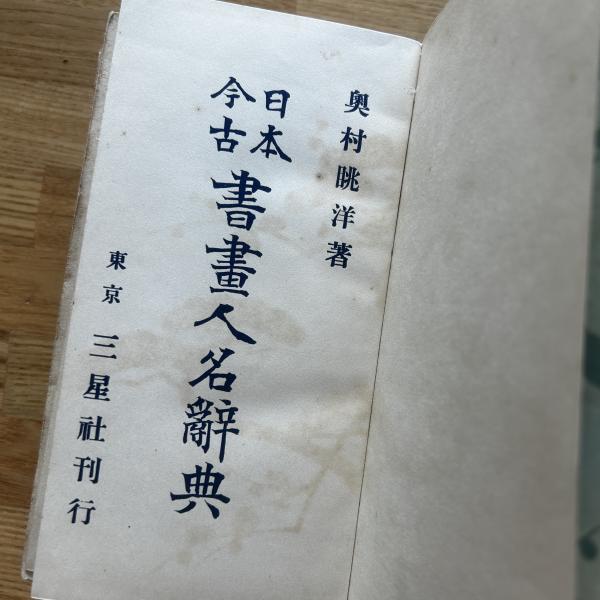 奥村眺洋著
日本
今古
書畫人名辭典
東京 三星社刊行